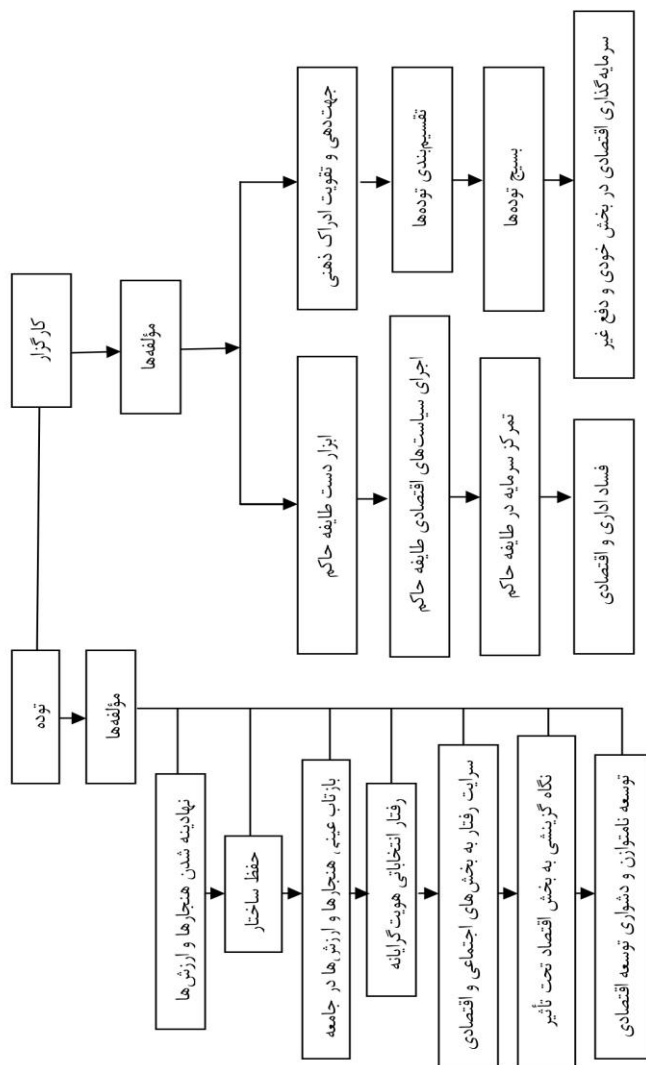 کارگزار
مؤلفه‌ها
جهت‌دهی و تقویت ادراک ذهنی
تقسیم‌بندی توده‌ها
بسیج توده‌ها
سرمایه‌گذاری اقتصادی در بخش خودی و دفع غیر
ابزار دست طایفه حاکم
اجرای سیاست‌های اقتصادی طایفه حاکم
تمرکز سرمایه در طایفه حاکم
فساد اداری و اقتصادی
توده
مؤلفه‌ها
نهادینه شدن هنجارها و ارزش‌ها
حفظ ساختار
بازتاب عینی هنجارها و ارزش‌ها در جامعه
رفتار انتخاباتی هویت‌گرایانه
سرایت رفتار به بخش‌های اجتماعی و اقتصادی
نگاه گزینشی به بخش اقتصاد تحت تأثیر
توسعه نامتوازن و دشواری توسعه اقتصادی